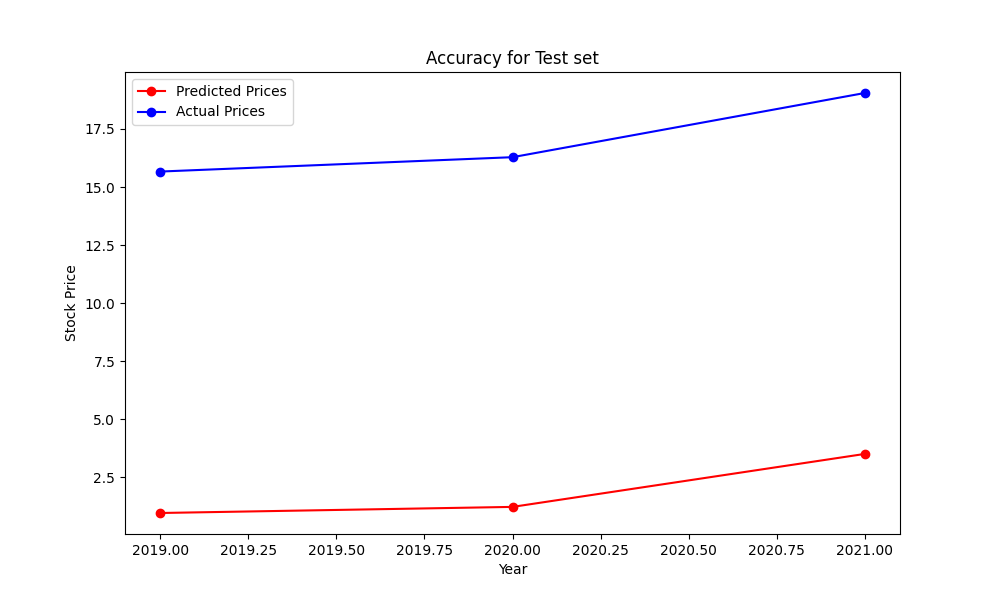 Accuracy for Test set
Predicted Prices
Actual Prices
17.5
15.0
12.5
10.0
7.5
5.0
2.5
Stock Price
2019.00 2019.25 2019.50 2019.75 2020.00 2020.25 2020.50 2020.75 2021.00
Year